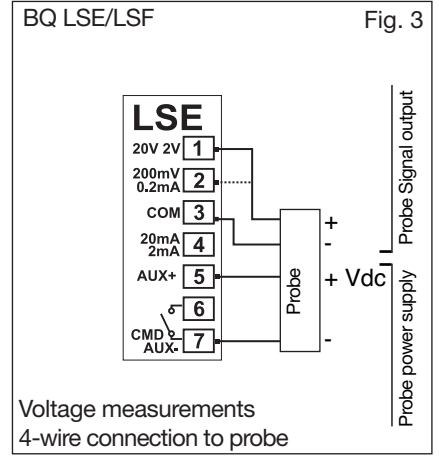 BQ LSE/LSF
Fig. 3
LSE
20V 2V 1
200mV
0.2mA 2
COM 3
20mA
2mA 4
AUX+ 5
6
CMD
AUX- 7
Probe
+
-
+ Vdc
-
Probe Signal output
Probe power supply
Voltage measurements
4-wire connection to probe